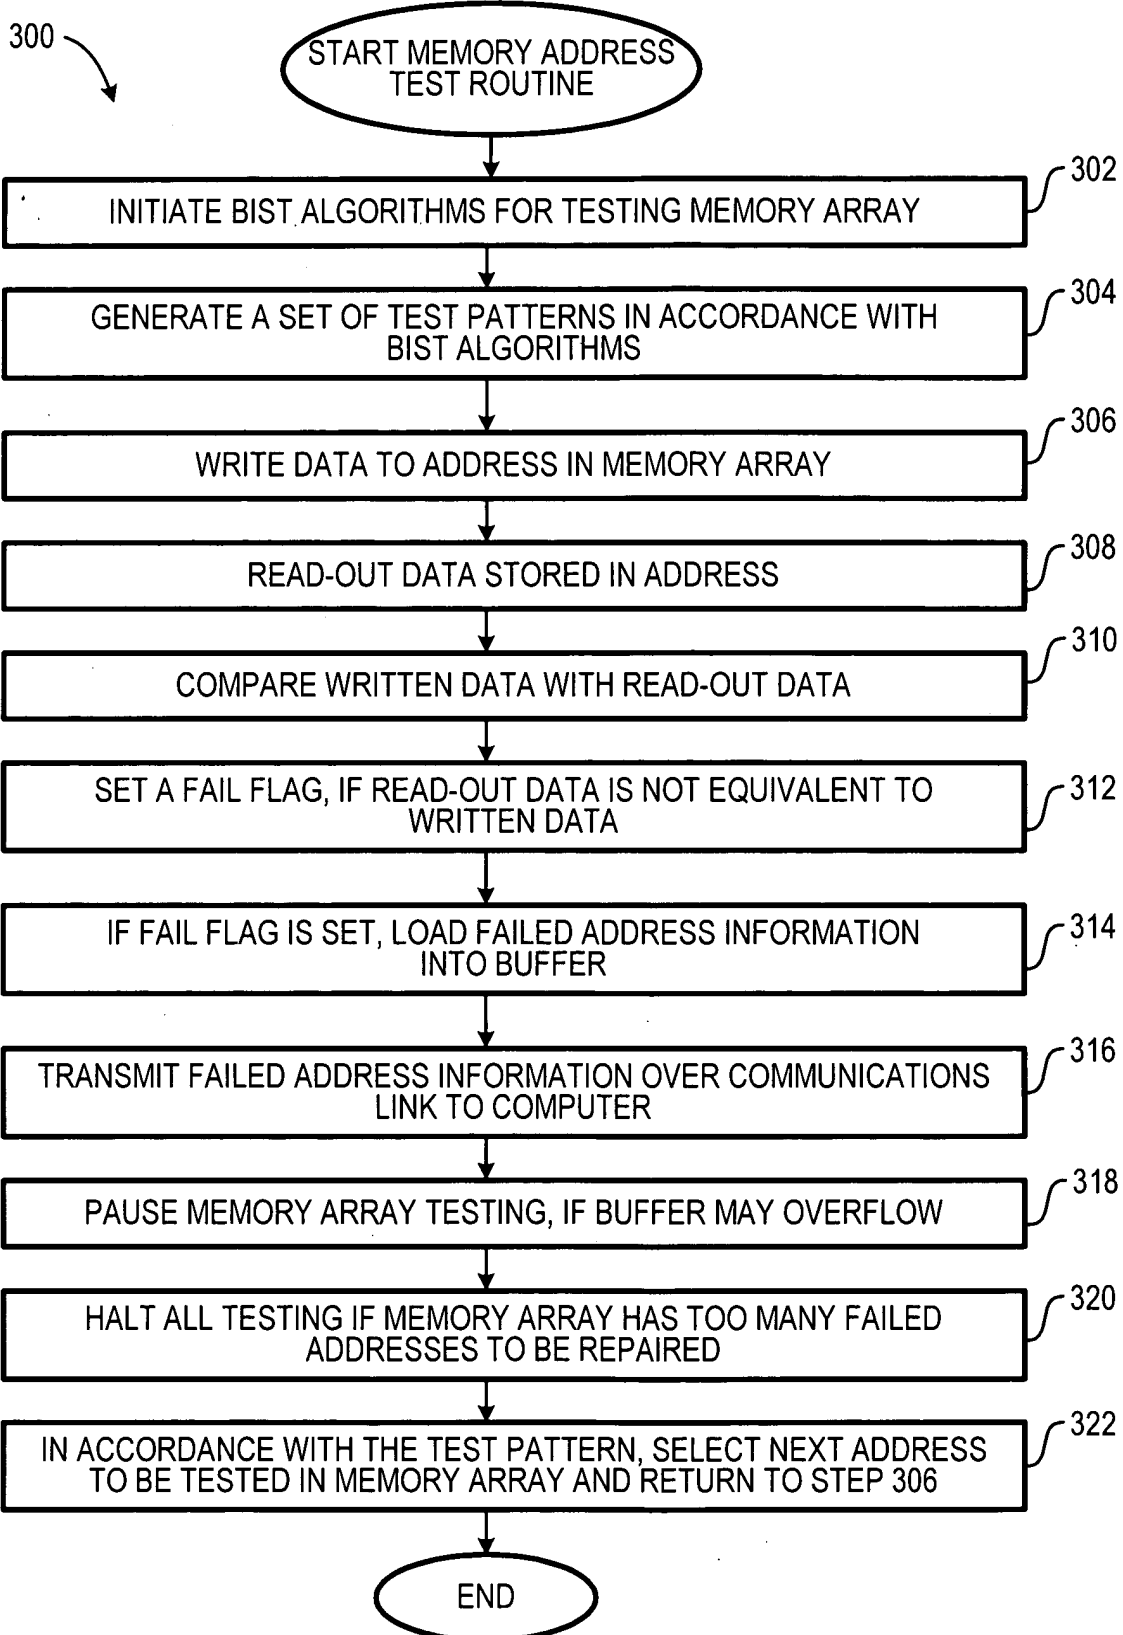 300
START MEMORY ADDRESS
TEST ROUTINE
302
INITIATE BIST ALGORITHMS FOR TESTING MEMORY ARRAY
304
GENERATE A SET OF TEST PATTERNS IN ACCORDANCE WITH
BIST ALGORITHMS
306
WRITE DATA TO ADDRESS IN MEMORY ARRAY
308
READ-OUT DATA STORED IN ADDRESS
310
COMPARE WRITTEN DATA WITH READ-OUT DATA
312
SET A FAIL FLAG, IF READ-OUT DATA IS NOT EQUIVALENT TO
WRITTEN DATA
314
IF FAIL FLAG IS SET, LOAD FAILED ADDRESS INFORMATION
INTO BUFFER
316
TRANSMIT FAILED ADDRESS INFORMATION OVER COMMUNICATIONS
LINK TO COMPUTER
318
PAUSE MEMORY ARRAY TESTING, IF BUFFER MAY OVERFLOW
320
HALT ALL TESTING IF MEMORY ARRAY HAS TOO MANY FAILED
ADDRESSES TO BE REPAIRED
322
IN ACCORDANCE WITH THE TEST PATTERN, SELECT NEXT ADDRESS
TO BE TESTED IN MEMORY ARRAY AND RETURN TO STEP 306
END